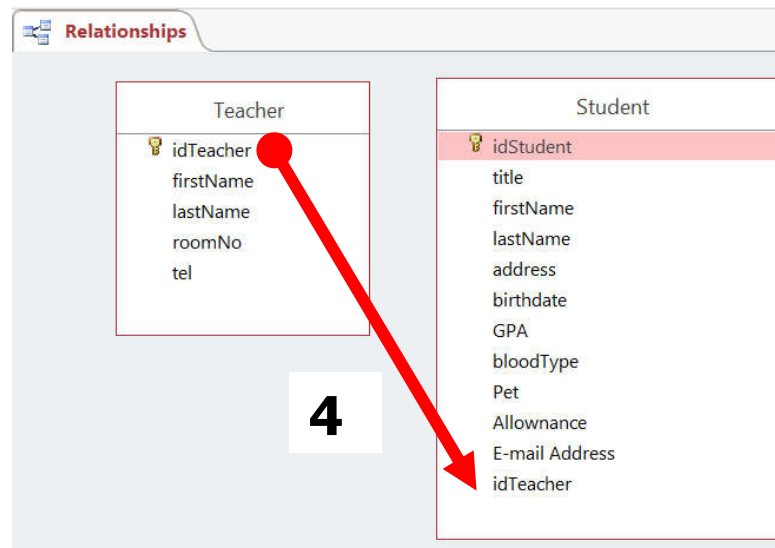 Relationships
Teacher
idTeacher
firstName
lastName
roomNo
tel
Student
idStudent
title
firstName
lastName
address
birthdate
GPA
bloodType
Pet
Allownance
E-mail Address
idTeacher
4